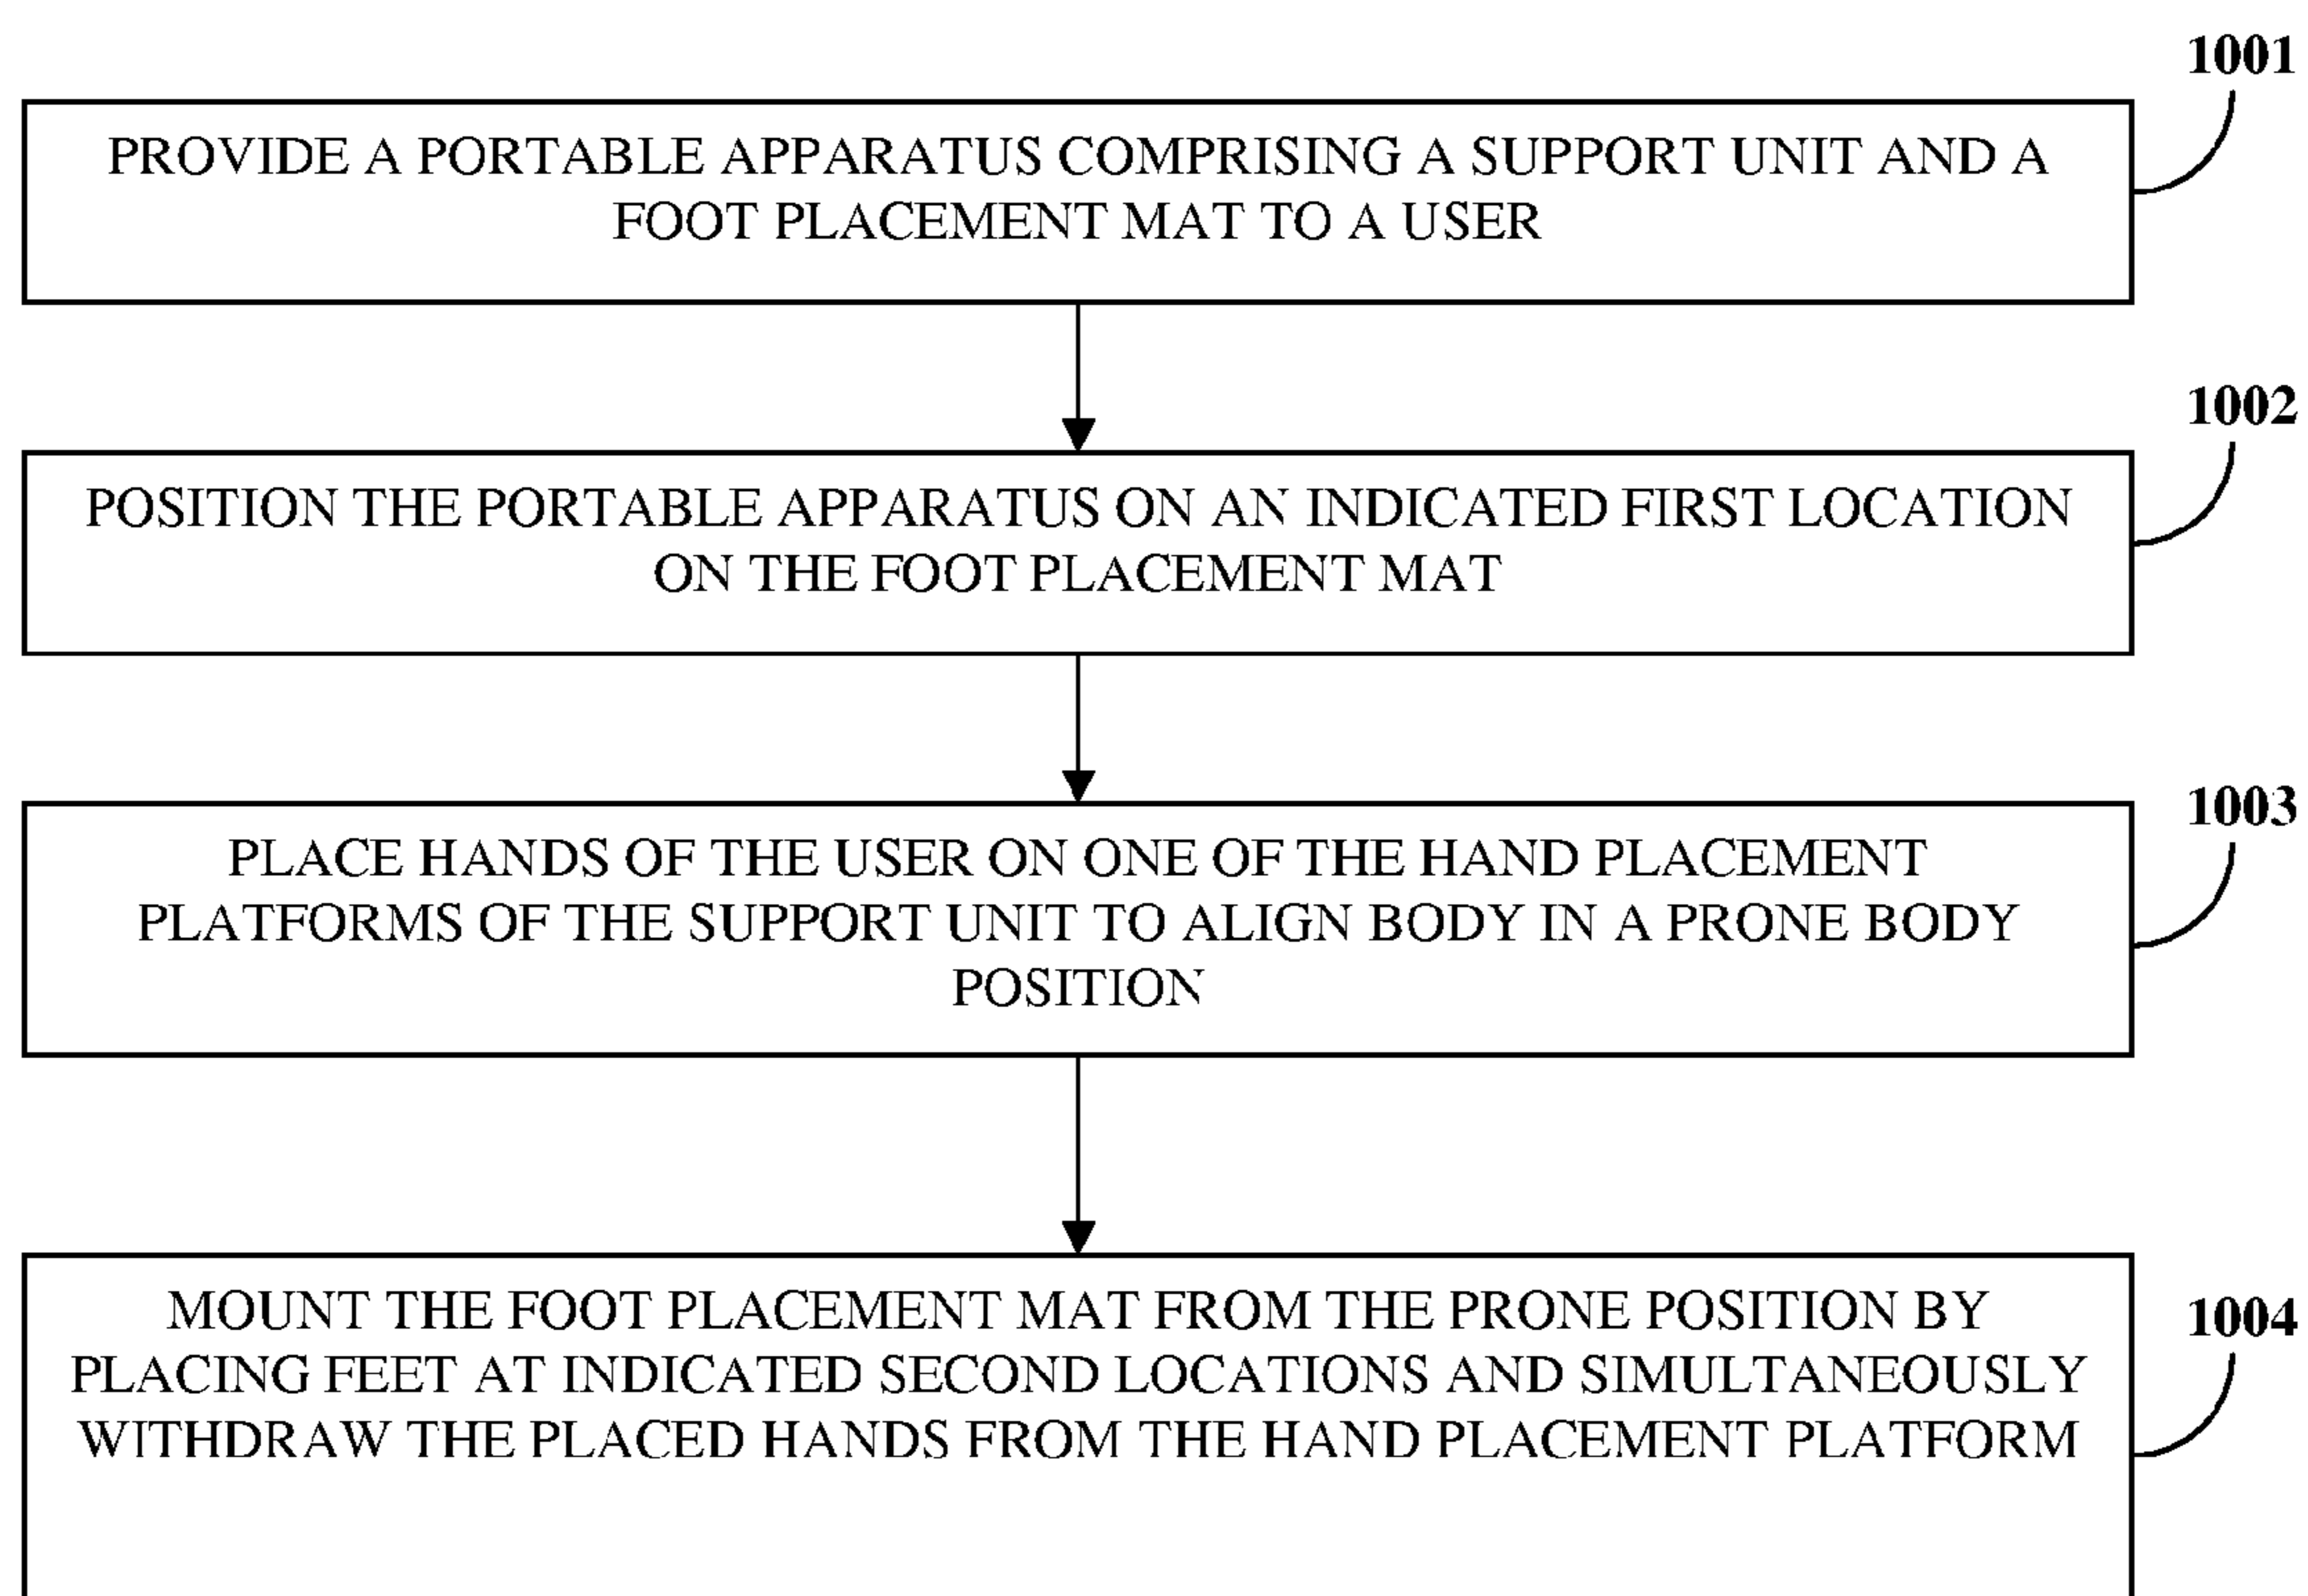 1001
PROVIDE A PORTABLE APPARATUS COMPRISING A SUPPORT UNIT AND A
FOOT PLACEMENT MAT TO A USER
1002
POSITION THE PORTABLE APPARATUS ON AN INDICATED FIRST LOCATION
ON THE FOOT PLACEMENT MAT
1003
PLACE HANDS OF THE USER ON ONE OF THE HAND PLACEMENT
PLATFORMS OF THE SUPPORT UNIT TO ALIGN BODY IN A PRONE BODY
POSITION
1004
MOUNT THE FOOT PLACEMENT MAT FROM THE PRONE POSITION BY
PLACING FEET AT INDICATED SECOND LOCATIONS AND SIMULTANEOUSLY
WITHDRAW THE PLACED HANDS FROM THE HAND PLACEMENT PLATFORM